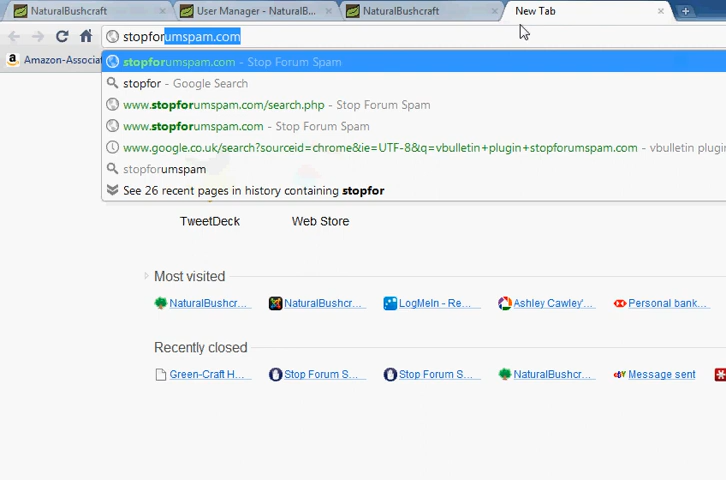 NaturalBushcraft
User Manager - NaturalB...
NaturalBushcraft
New Tab
stopforumspam.com
Amazon-Associat
stopforumspam.com - Stop Forum Spam
stopfor - Google Search
www.stopforumspam.com/search.php - Stop Forum Spam
www.stopforumspam.com - Stop Forum Spam
www.google.co.uk/search?sourceid=chrome&ie=UTF-8&q=vbulletin+plugin+stopforumspam.com - vbulletin plugin
stopforumspam
See 26 recent pages in history containing stopfor
TweetDeck Web Store
Most visited
NaturalBushcr... NaturalBushcr... LogMeIn - Re... Ashley Cawley'... Personal bank...
Recently closed
Green-Craft H... Stop Forum S... Stop Forum S... NaturalBushcr... Message sent